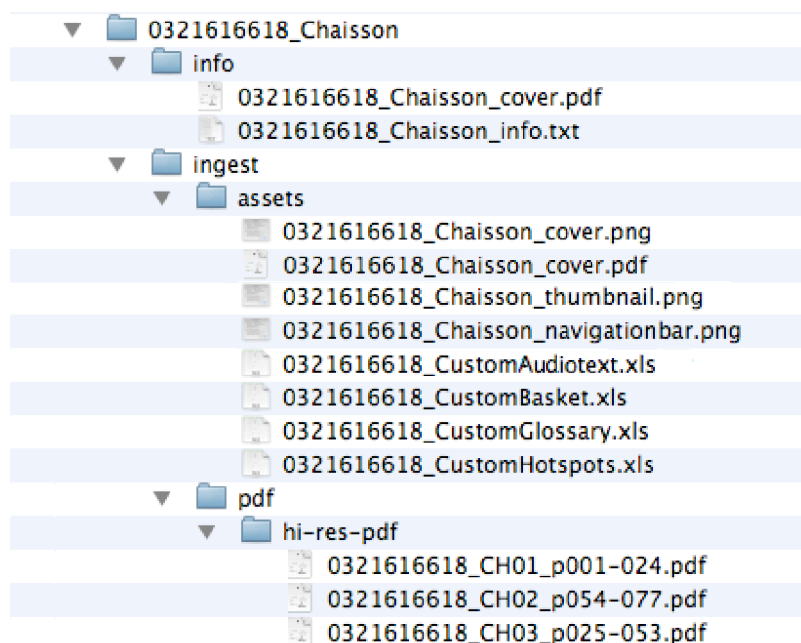 0321616618_Chaisson
info
0321616618_Chaisson_cover.pdf
0321616618_Chaisson_info.txt
ingest
assets
0321616618_Chaisson_cover.png
0321616618_Chaisson_cover.pdf
0321616618_Chaisson_thumbnail.png
0321616618_Chaisson_navigationbar.png
0321616618_CustomAudiotext.xls
0321616618_CustomBasket.xls
0321616618_CustomGlossary.xls
0321616618_CustomHotspots.xls
pdf
hi-res-pdf
0321616618_CH01_p001-024.pdf
0321616618_CH02_p054-077.pdf
0321616618_CH03_p025-053.pdf